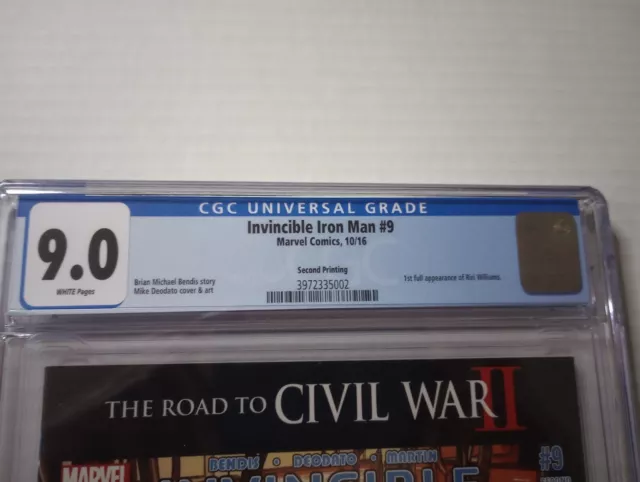 CGC UNIVERSAL GRADE
9.0
WHITE Pages
Invincible Iron Man #9
Marvel Comics, 10/16
Second Printing
Brian Michael Bendis story
Mike Deodato cover & art
3972335002
1st full appearance of Riri Williams.
THE ROAD TO CIVIL WAR II
BENDIS • DEODATO • MARTIN
MARVEL
INVINCIBLE
#9